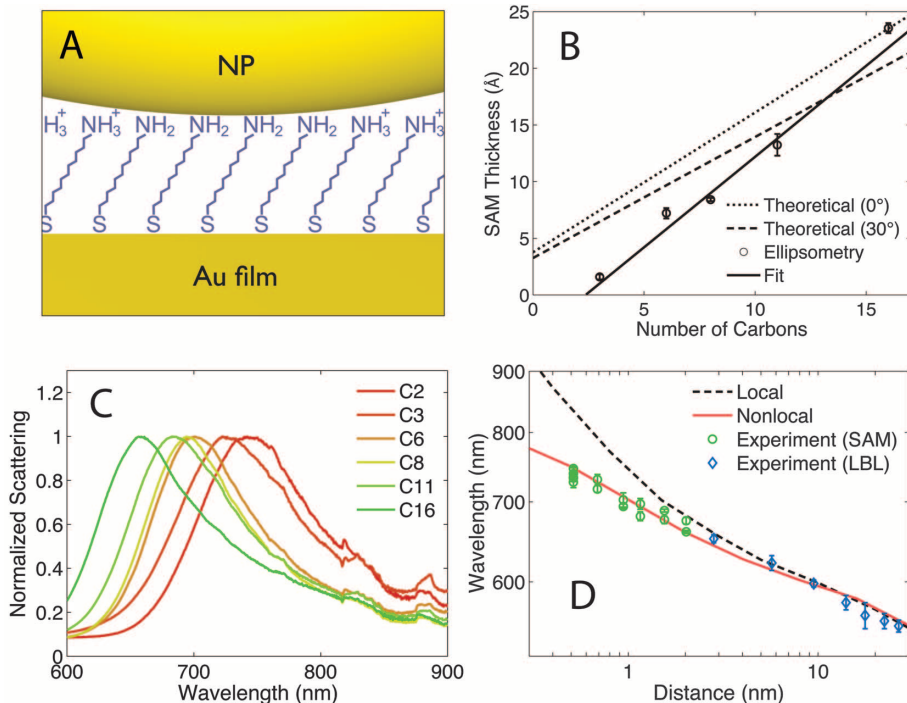 A
NP
H₃⁺ NH₃⁺ NH₂ NH₂ NH₂ NH₂ NH₃⁺ NH₃⁺
S S S S S S S S
Au film
B
25
20
15
10
5
0
SAM Thickness (Å)
Theoretical (0°)
Theoretical (30°)
Ellipsometry
Fit
0 5 10 15
Number of Carbons
C
1.2
1
0.8
0.6
0.4
0.2
0
Normalized Scattering
C2
C3
C6
C8
C11
C16
600 700 800 900
Wavelength (nm)
D
900
800
700
600
Wavelength (nm)
Local
Nonlocal
Experiment (SAM)
Experiment (LBL)
1 10
Distance (nm)